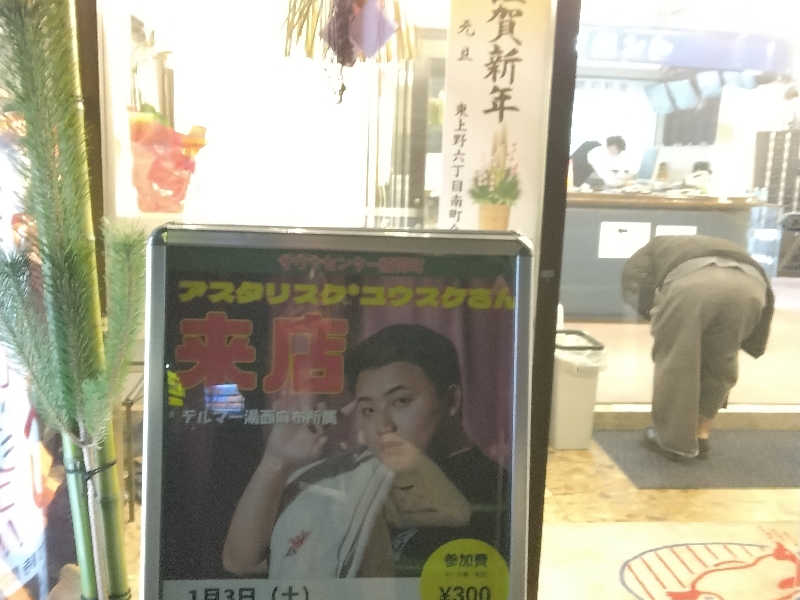 賀新年
元旦
東上野六丁目南町
アスタリスク*ユウスケさん
来店
テルマー湯西麻布所属
参加費
¥300
1月3日（土）